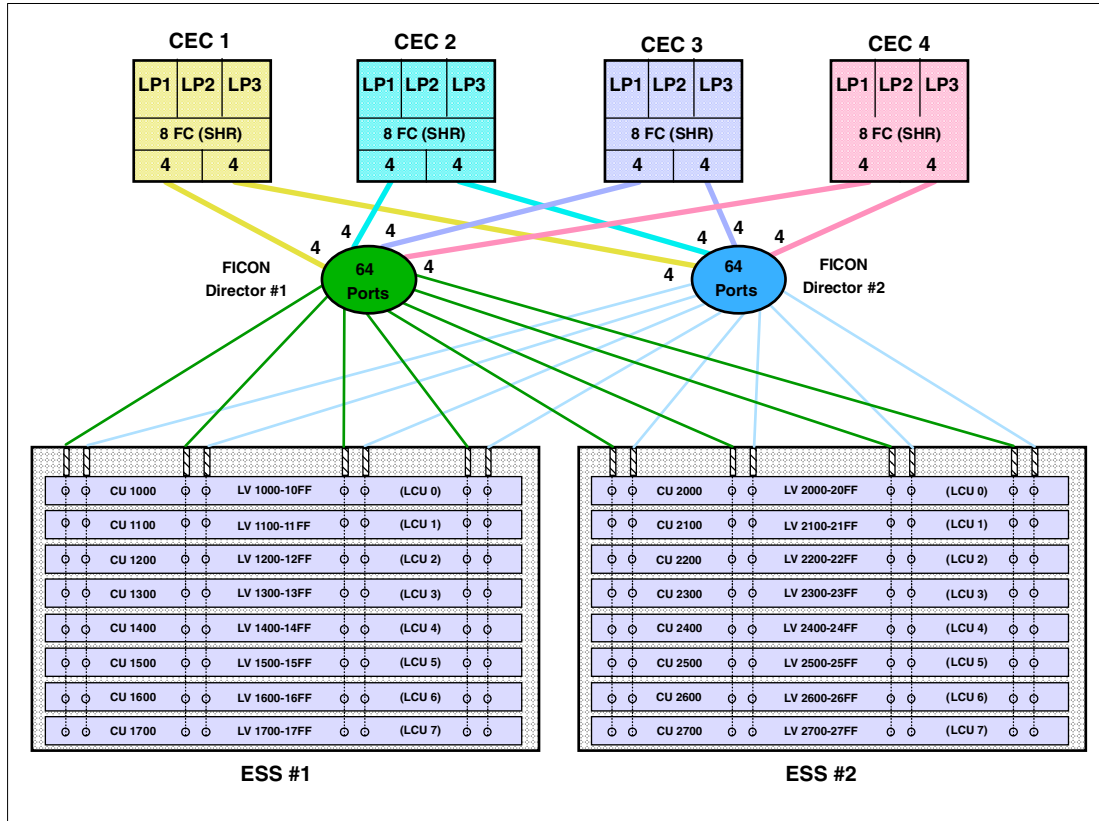 CEC 1 CEC 2 CEC 3 CEC 4
LP1 LP2 LP3 LP1 LP2 LP3 LP1 LP2 LP3 LP1 LP2 LP3
8 FC (SHR) 8 FC (SHR) 8 FC (SHR) 8 FC (SHR)
4 4 4 4 4 4 4 4
4 4 4 4
4 4 4 4
FICON
Director #1
64
Ports
64
Ports
FICON
Director #2
CU 1000 LV 1000-10FF (LCU 0)
CU 1100 LV 1100-11FF (LCU 1)
CU 1200 LV 1200-12FF (LCU 2)
CU 1300 LV 1300-13FF (LCU 3)
CU 1400 LV 1400-14FF (LCU 4)
CU 1500 LV 1500-15FF (LCU 5)
CU 1600 LV 1600-16FF (LCU 6)
CU 1700 LV 1700-17FF (LCU 7)
ESS #1
CU 2000 LV 2000-20FF (LCU 0)
CU 2100 LV 2100-21FF (LCU 1)
CU 2200 LV 2200-22FF (LCU 2)
CU 2300 LV 2300-23FF (LCU 3)
CU 2400 LV 2400-24FF (LCU 4)
CU 2500 LV 2500-25FF (LCU 5)
CU 2600 LV 2600-26FF (LCU 6)
CU 2700 LV 2700-27FF (LCU 7)
ESS #2